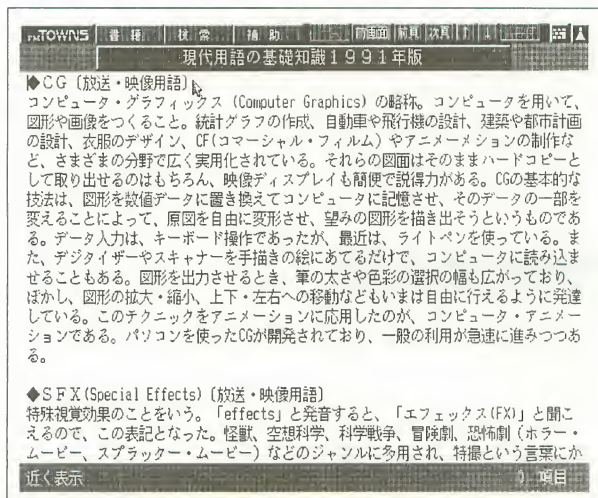 FMTOWNS 書種 検索 補助 前画面 前頁 次頁 ↑ ↓
現代用語の基礎知識1991年版
◆CG〔放送・映像用語〕
コンピュータ・グラフィックス (Computer Graphics) の略称。コンピュータを用いて、
図形や画像をつくること。統計グラフの作成、自動車や飛行機の設計、建築や都市計画
の設計、衣服のデザイン、CF(コマーシャル・フィルム) やアニメーメションの制作な
ど、さまざまの分野で広く実用化されている。それらの図面はそのままハードコピーと
して取り出せるのはもちろん、映像ディスプレイも簡便で説得力がある。CGの基本的な
技法は、図形を数値データに置き換えてコンピュータに記憶させ、そのデータの一部を
変えることによって、原図を自由に変形させ、望みの図形を描き出そうというものであ
る。データ入力は、キーボード操作であったが、最近は、ライトペンを使っている。ま
た、デジタイザーやスキャナーを手描きの絵にあてるだけで、コンピュータに読み込ま
せることもある。図形を出力させるとき、筆の太さや色彩の選択の幅も広がっており、
ぼかし、図形の拡大・縮小、上下・左右への移動などもいまは自由に行えるように発達
している。このテクニックをアニメーションに応用したのが、コンピュータ・アニメー
ションである。パソコンを使ったCGが開発されており、一般の利用が急速に進みつつあ
る。
◆SFX(Special Effects)〔放送・映像用語〕
特殊視覚効果のことをいう。「effects」と発音すると、「エフェックス(FX)」と聞こ
えるので、この表記となった。怪獣、空想科学、科学戦争、冒険劇、恐怖劇 (ホラー・
ムービー、スプラッター・ムービー) などのジャンルに多用され、特撮という言葉にか
近く表示 項目